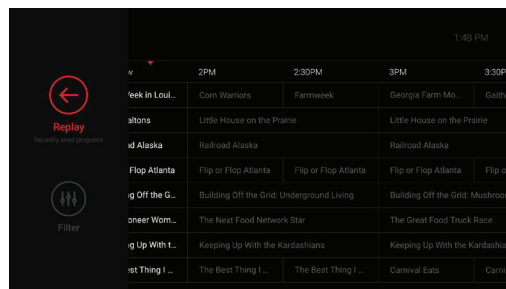 1:48 PM
w 2PM 2:30PM 3PM 3:30P
Week in Loui... Corn Warriors Farmweek Georgia Farm Mo... Gaith
altons Little House on the Prairie Little House on the Prairie
Replay
Recently aired programs
ad Alaska Railroad Alaska Railroad Alaska
Flop Atlanta Flip or Flop Atlanta Flip or Flop Atlanta Flip or Flop Atlanta Flip o
ng Off the G... Building Off the Grid: Underground Living Building Off the Grid: Mushroo
oneer Wom... The Next Food Network Star The Great Food Truck Race
Filter
ng Up With t... Keeping Up With the Kardashians Keeping Up With the Kardashia
est Thing I ... The Best Thing I ... The Best Thing I ... Carnival Eats Carni